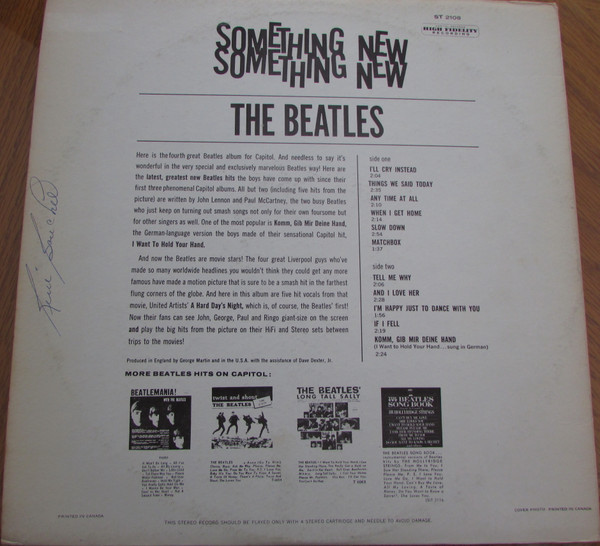 ST 2108
HIGH FIDELITY
RECORDING
SOMETHING NEW
SOMETHING NEW
THE BEATLES
Here is the fourth great Beatles album for Capitol. And needless to say it's
wonderful in the very special and exclusively marvelous Beatles way! Here are
the latest, greatest new Beatles hits the boys have come up with since their
first three phenomenal Capitol albums. All but two (including five hits from the
picture) are written by John Lennon and Paul McCartney, the two busy Beatles
who just keep on turning out smash songs not only for their own foursome but
for other singers as well. One of the most popular is Komm, Gib Mir Deine Hand,
the German-language version the boys made of their sensational Capitol hit,
I Want To Hold Your Hand.
And now the Beatles are movie stars! The four great Liverpool guys who've
made so many worldwide headlines you wouldn't think they could get any more
famous have made a motion picture that is sure to be a smash hit in the farthest
flung corners of the globe. And here in this album are five hit vocals from that
movie, United Artists' A Hard Day's Night, which is, of course, the Beatles' first!
Now their fans can see John, George, Paul and Ringo giant-size on the screen
and play the big hits from the picture on their HiFi and Stereo sets between
trips to the movies!
Produced in England by George Martin and in the U.S.A. with the assistance of Dave Dexter, Jr.
side one
I'LL CRY INSTEAD
2:04
THINGS WE SAID TODAY
2:35
ANY TIME AT ALL
2:10
WHEN I GET HOME
2:14
SLOW DOWN
2:54
MATCHBOX
1:37
side two
TELL ME WHY
2:06
AND I LOVE HER
2:28
I'M HAPPY JUST TO DANCE WITH YOU
1:56
IF I FELL
2:19
KOMM, GIB MIR DEINE HAND
(I Want to Hold Your Hand... sung in German)
2:24
MORE BEATLES HITS ON CAPITOL:
BEATLEMANIA!
WITH THE BEATLES
twist and shout
THE BEATLES
THE BEATLES'
LONG TALL SALLY
THE BEATLES
SONG BOOK
THE HOLLYRIDGE STRINGS
PRINTED IN CANADA
THIS STEREO RECORD SHOULD BE PLAYED ONLY WITH A STEREO CARTRIDGE AND NEEDLE TO AVOID DAMAGE.